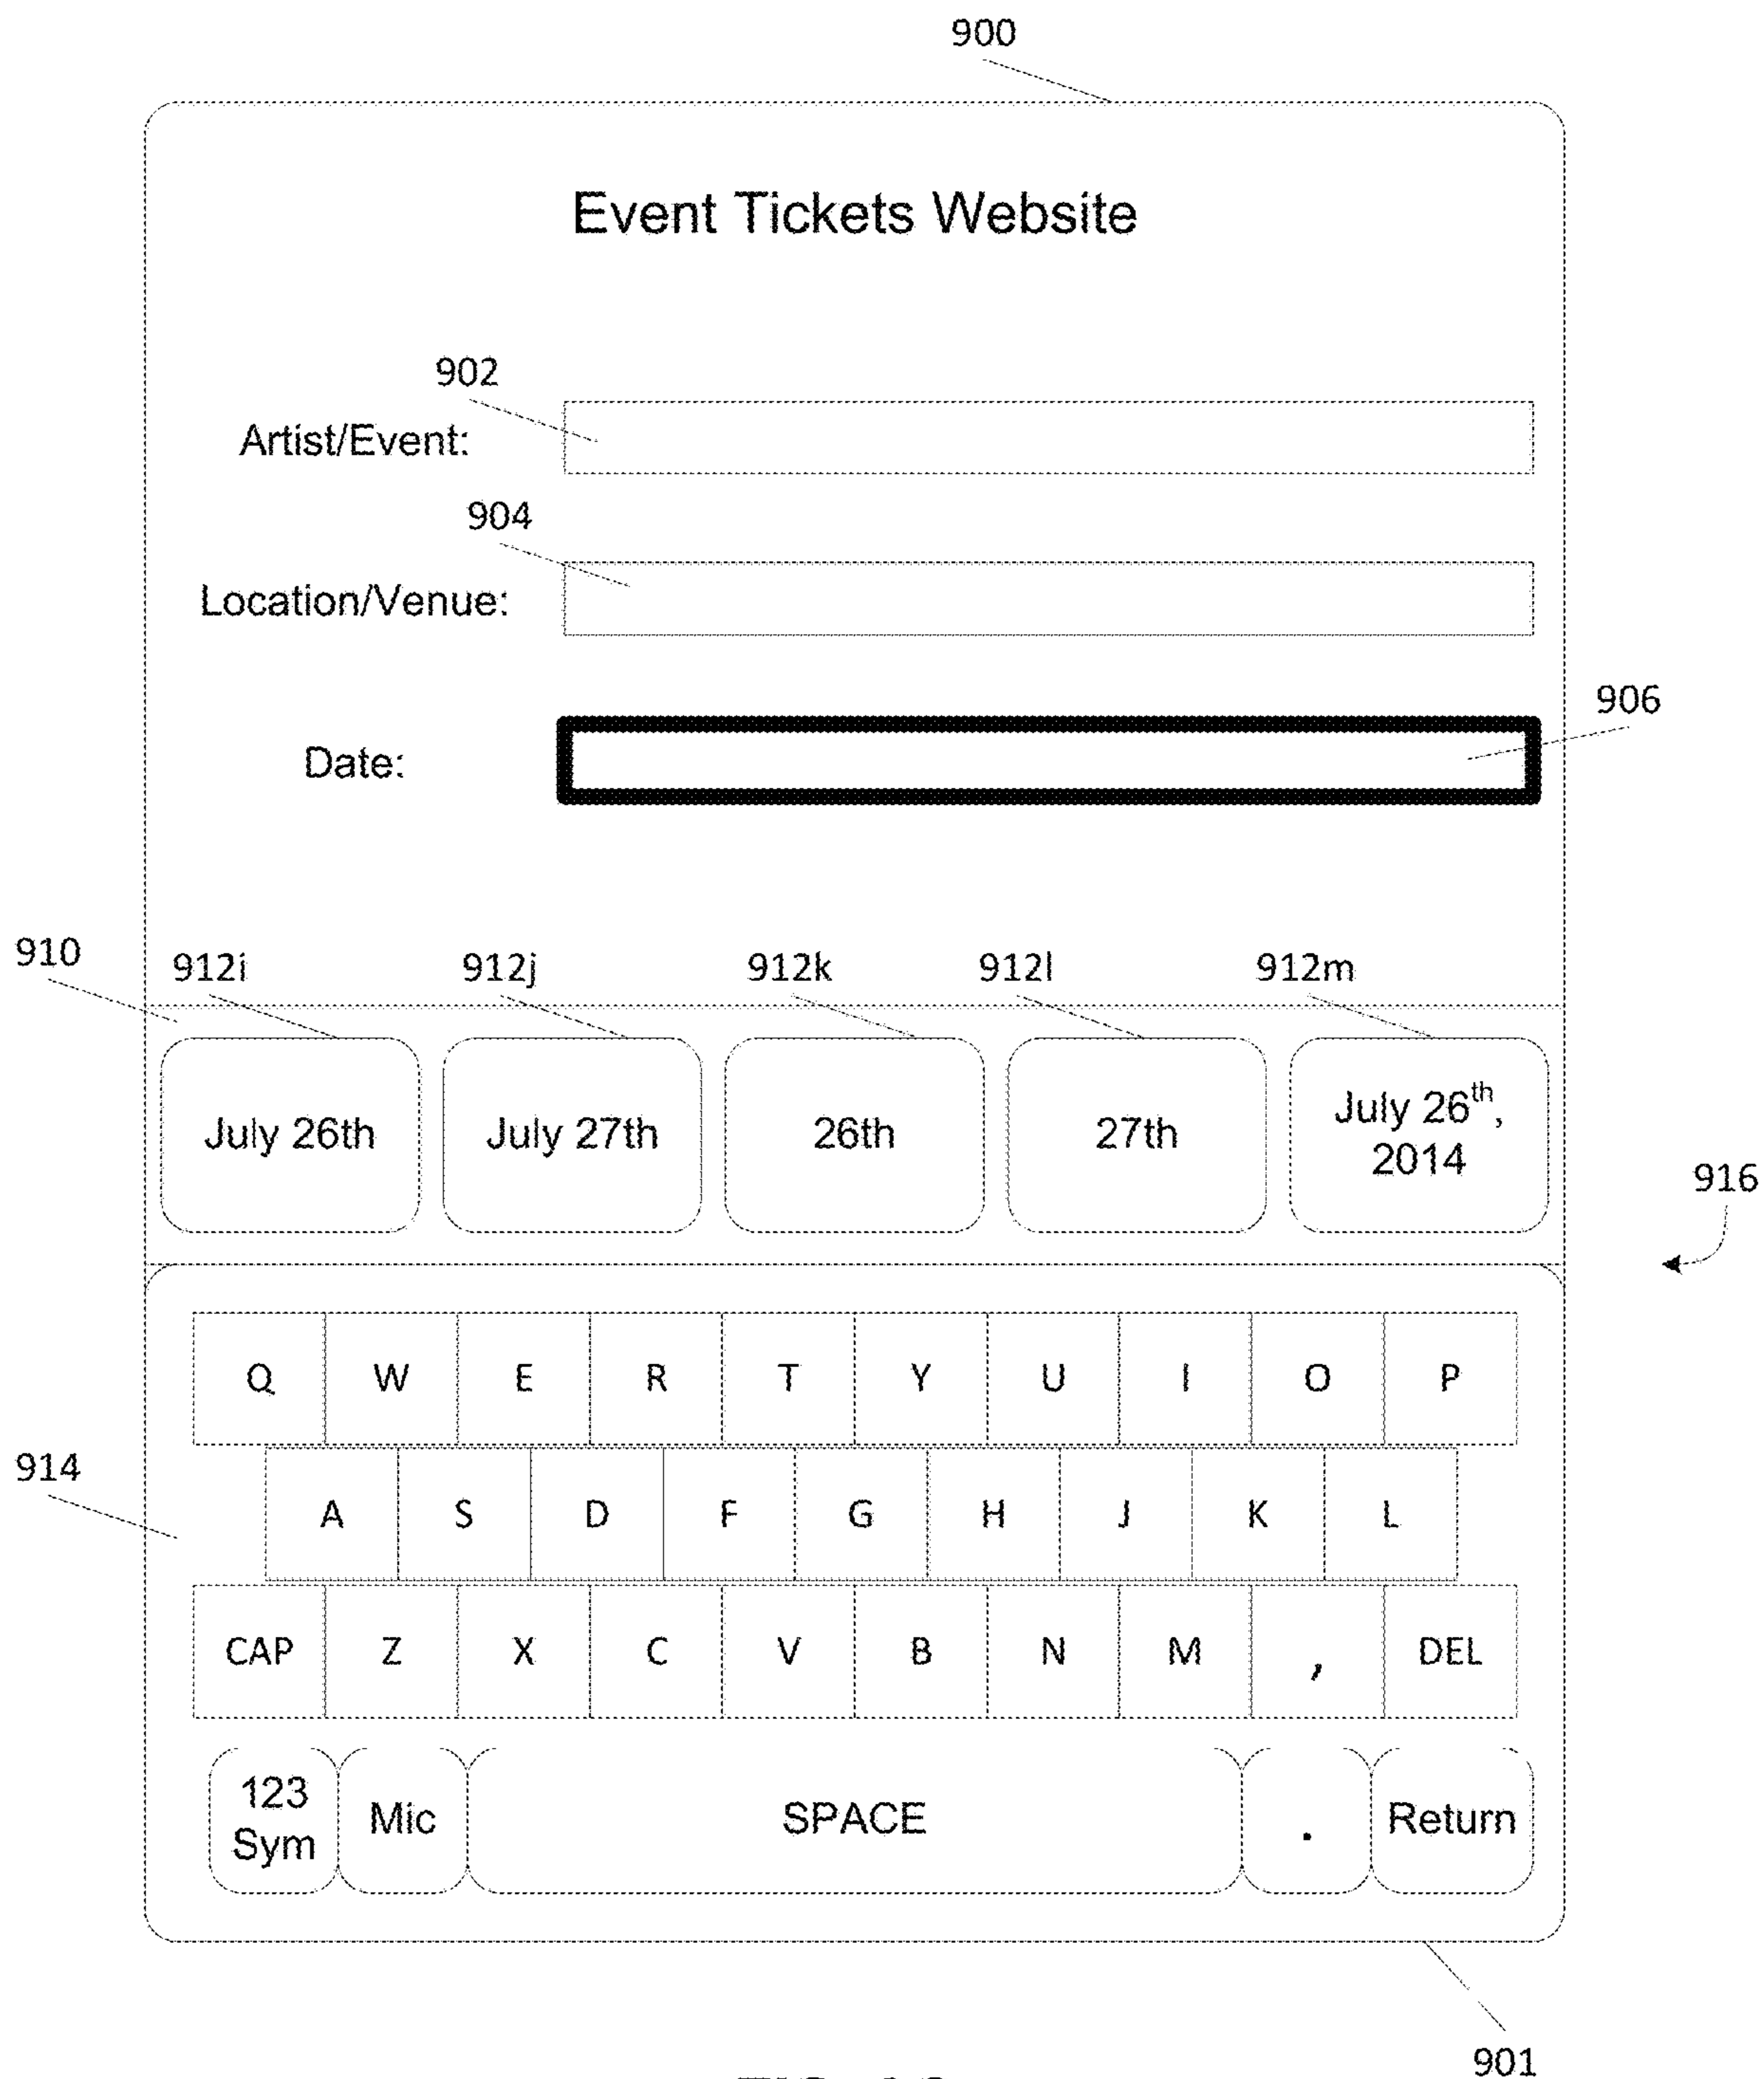 900
Event Tickets Website
902
Artist/Event:
904
Location/Venue:
906
Date:
910
912i 912j 912k 912l 912m
July 26th July 27th 26th 27th July 26th,
2014
916
Q W E R T Y U I O P
914
A S D F G H J K L
CAP Z X C V B N M , DEL
123
Sym Mic SPACE . Return
901